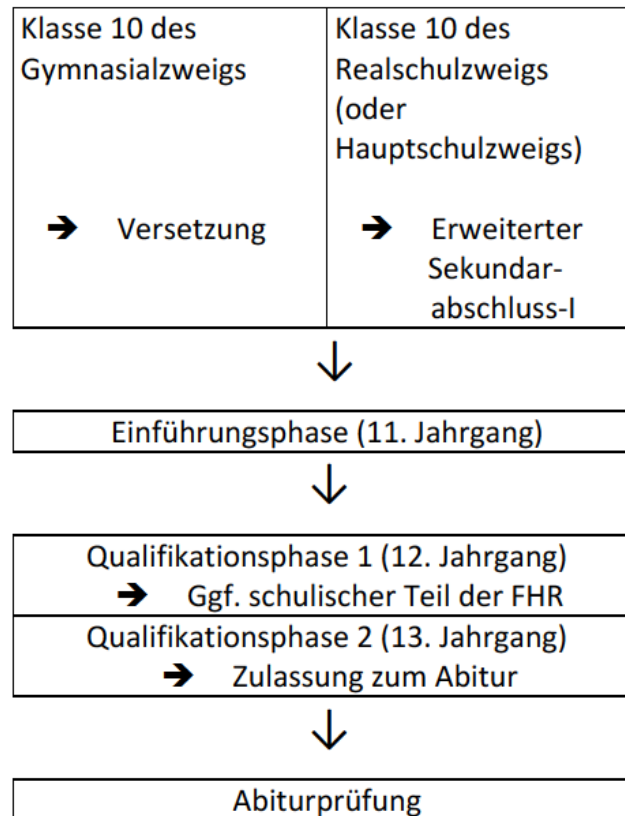 Klasse 10 des
Gymnasialzweigs
➔ Versetzung
Klasse 10 des
Realschulzweigs
(oder
Hauptschulzweigs)
➔ Erweiterter
Sekundar-
abschluss-I
Einführungsphase (11. Jahrgang)
Qualifikationsphase 1 (12. Jahrgang)
➔ Ggf. schulischer Teil der FHR
Qualifikationsphase 2 (13. Jahrgang)
➔ Zulassung zum Abitur
Abiturprüfung